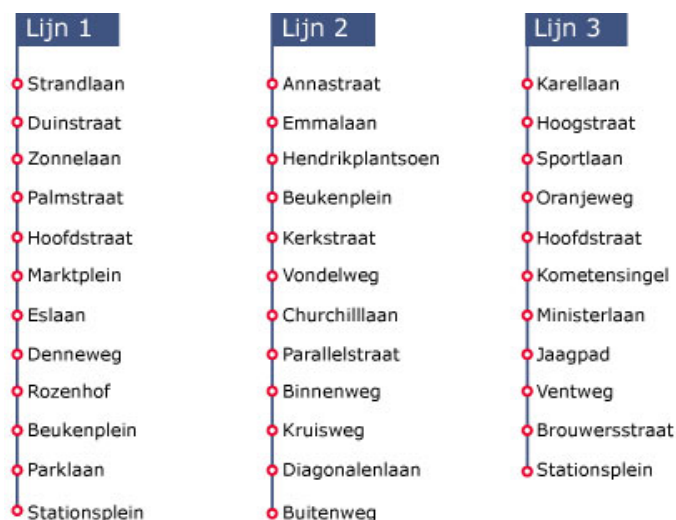 Lijn 1
Strandlaan
Duinstraat
Zonnelaan
Palmstraat
Hoofdstraat
Marktplein
Eslaan
Denneweg
Rozenhof
Beukenplein
Parklaan
Stationsplein
Lijn 2
Annastraat
Emmalaan
Hendrikplantsoen
Beukenplein
Kerkstraat
Vondelweg
Churchilllaan
Parallelstraat
Binnenweg
Kruisweg
Diagonalenlaan
Buitenweg
Lijn 3
Karellaan
Hoogstraat
Sportlaan
Oranjeweg
Hoofdstraat
Kometensingel
Ministerlaan
Jaagpad
Ventweg
Brouwersstraat
Stationsplein